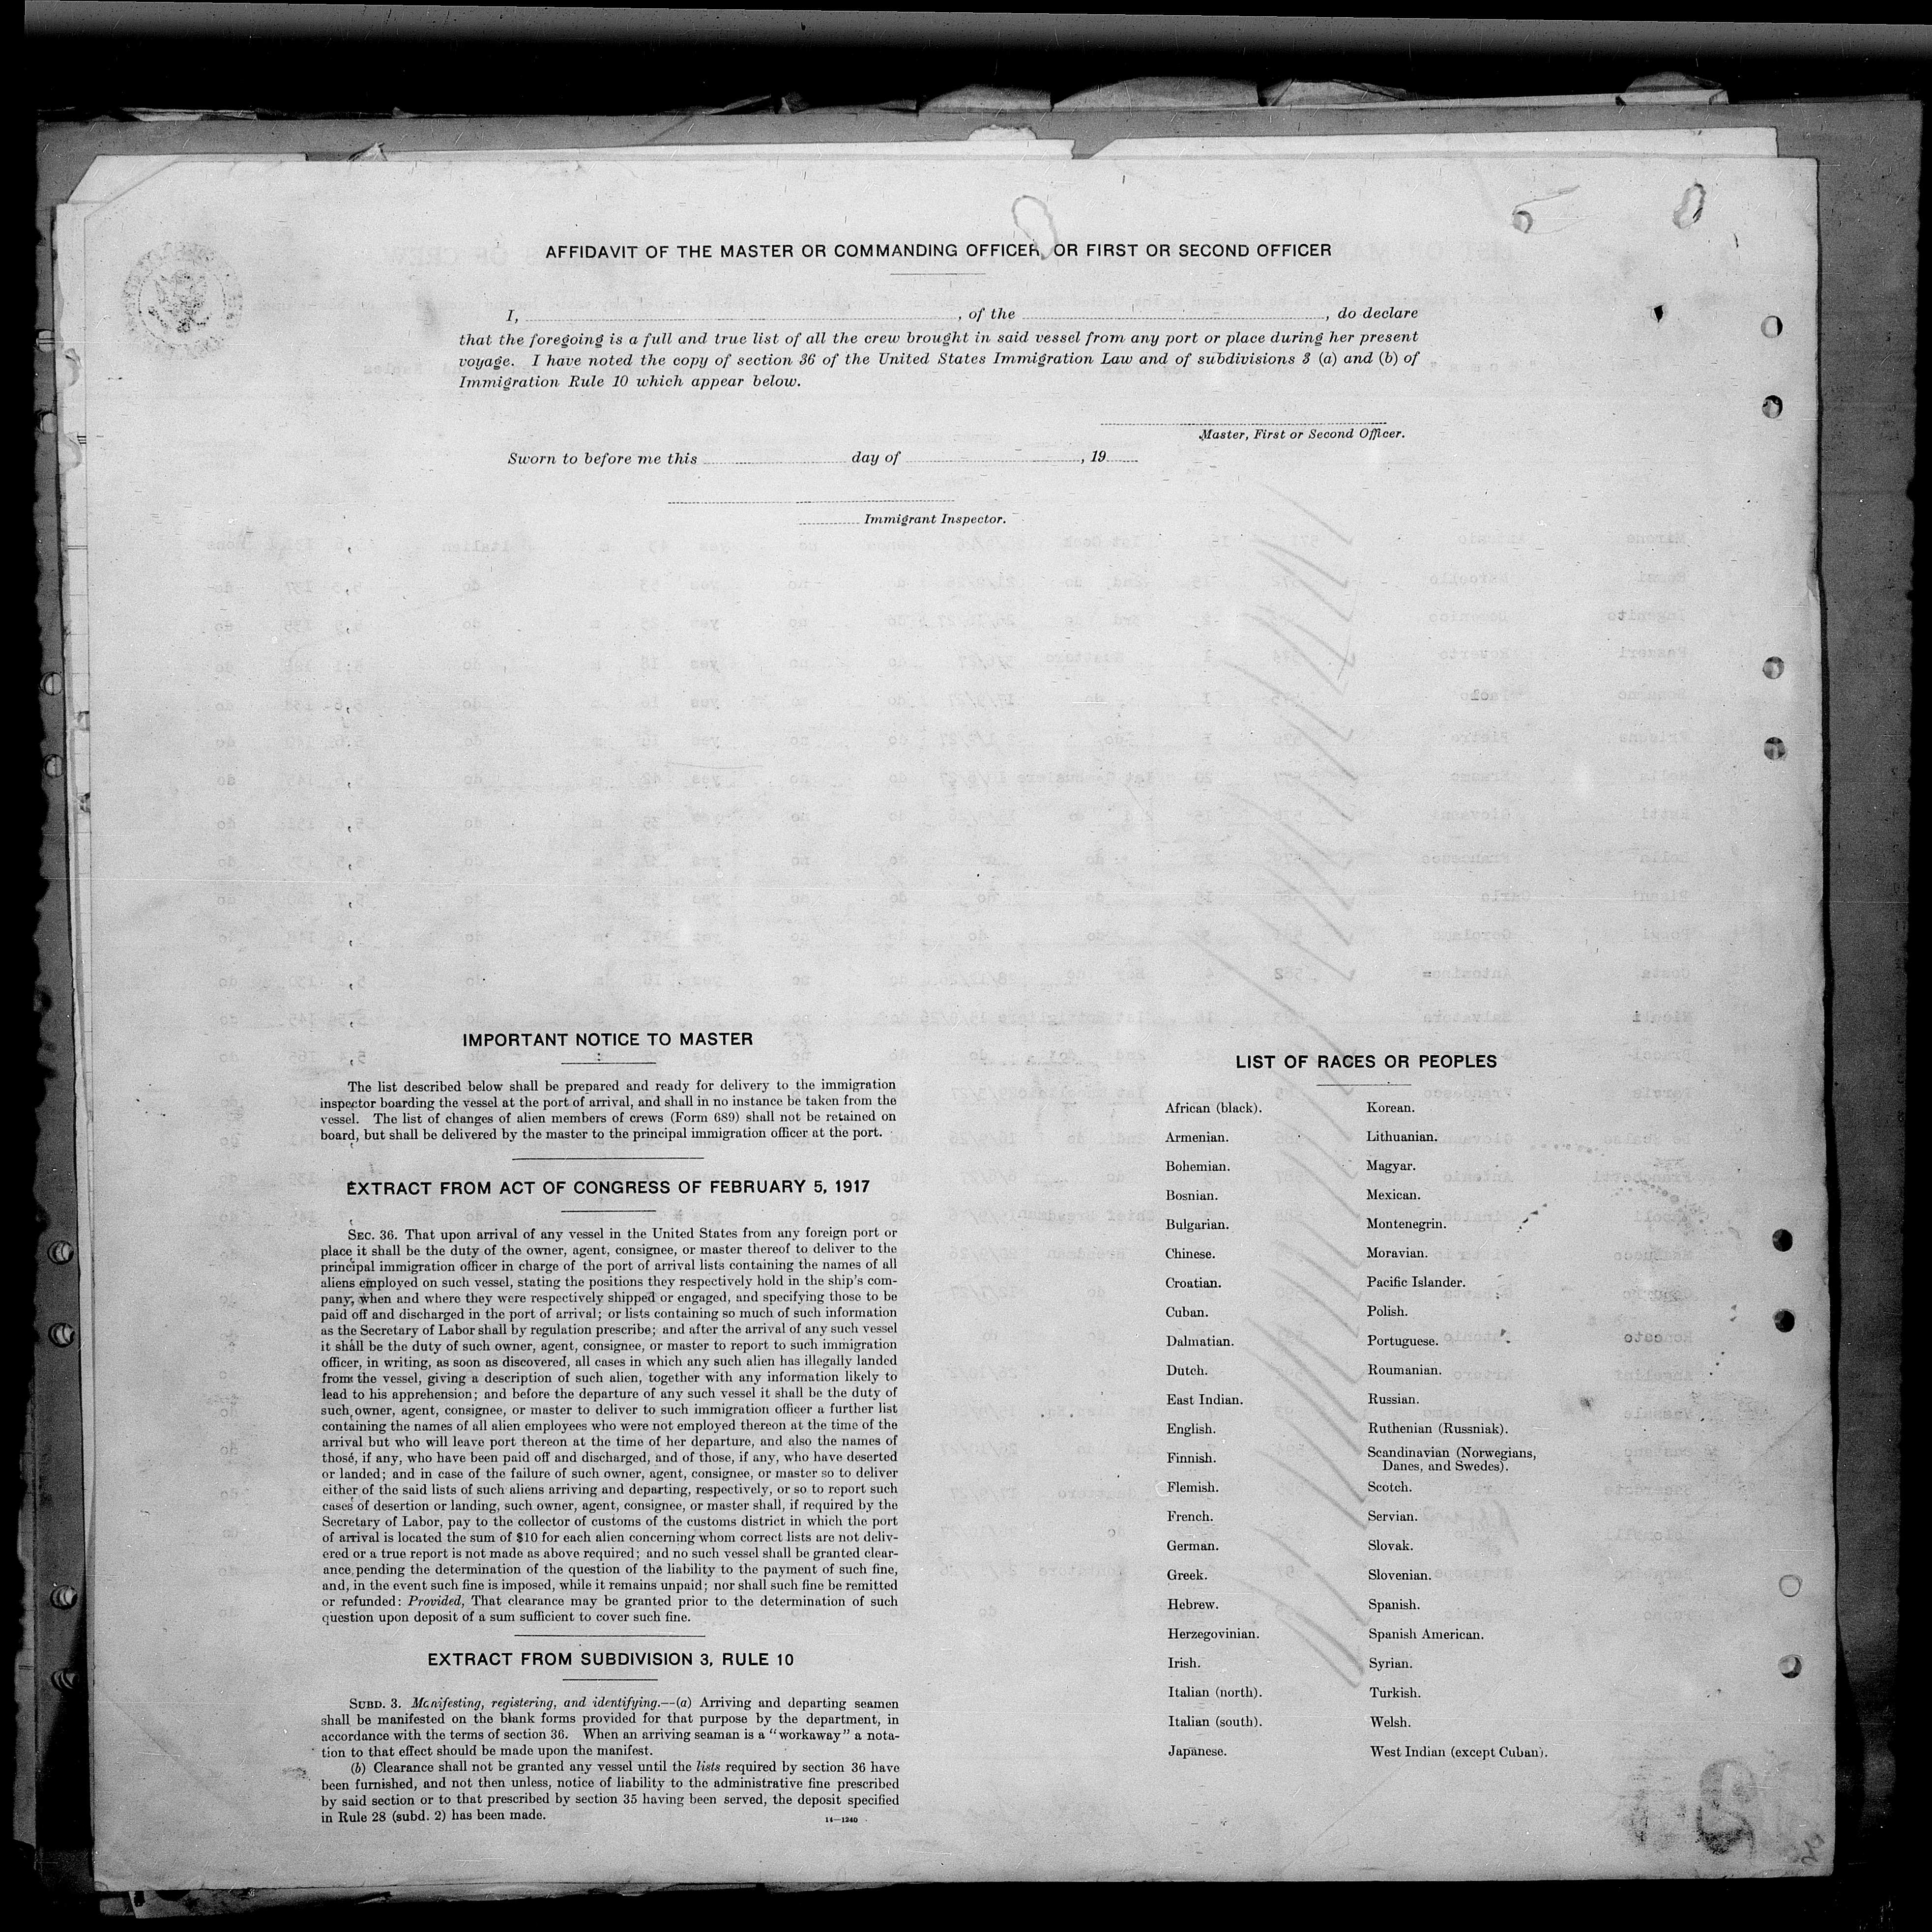 AFFIDAVIT OF THE MASTER OR COMMANDING OFFICER, OR FIRST OR SECOND OFFICER
I, , of the , do declare
that the foregoing is a full and true list of all the crew brought in said vessel from any port or place during her present
voyage. I have noted the copy of section 36 of the United States Immigration Law and of subdivisions 3 (a) and (b) of
Immigration Rule 10 which appear below.
Master, First or Second Officer.
Sworn to before me this day of , 19
Immigrant Inspector.
IMPORTANT NOTICE TO MASTER
The list described below shall be prepared and ready for delivery to the immigration
inspector boarding the vessel at the port of arrival, and shall in no instance be taken from the
vessel. The list of changes of alien members of crews (Form 689) shall not be retained on
board, but shall be delivered by the master to the principal immigration officer at the port.
EXTRACT FROM ACT OF CONGRESS OF FEBRUARY 5, 1917
SEC. 36. That upon arrival of any vessel in the United States from any foreign port or
place it shall be the duty of the owner, agent, consignee, or master thereof to deliver to the
principal immigration officer in charge of the port of arrival lists containing the names of all
aliens employed on such vessel, stating the positions they respectively hold in the ship's com-
pany, when and where they were respectively shipped or engaged, and specifying those to be
paid off and discharged in the port of arrival; or lists containing so much of such information
as the Secretary of Labor shall by regulation prescribe; and after the arrival of any such vessel
it shall be the duty of such owner, agent, consignee, or master to report to such immigration
officer, in writing, as soon as discovered, all cases in which any such alien has illegally landed
from the vessel, giving a description of such alien, together with any information likely to
lead to his apprehension; and before the departure of any such vessel it shall be the duty of
such owner, agent, consignee, or master to deliver to such immigration officer a further list
containing the names of all alien employees who were not employed thereon at the time of the
arrival but who will leave port thereon at the time of her departure, and also the names of
those, if any, who have been paid off and discharged, and of those, if any, who have deserted
or landed; and in case of the failure of such owner, agent, consignee, or master so to deliver
either of the said lists of such aliens arriving and departing, respectively, or so to report such
cases of desertion or landing, such owner, agent, consignee, or master shall, if required by the
Secretary of Labor, pay to the collector of customs of the customs district in which the port
of arrival is located the sum of $10 for each alien concerning whom correct lists are not deliv-
ered or a true report is not made as above required; and no such vessel shall be granted clear-
ance pending the determination of the question of the liability to the payment of such fine,
and, in the event such fine is imposed, while it remains unpaid; nor shall such fine be remitted
or refunded: Provided, That clearance may be granted prior to the determination of such
question upon deposit of a sum sufficient to cover such fine.
EXTRACT FROM SUBDIVISION 3, RULE 10
SUBD. 3. Manifesting, registering, and identifying.—(a) Arriving and departing seamen
shall be manifested on the blank forms provided for that purpose by the department, in
accordance with the terms of section 36. When an arriving seaman is a "workaway" a nota-
tion to that effect should be made upon the manifest.
(b) Clearance shall not be granted any vessel until the lists required by section 36 have
been furnished, and not then unless, notice of liability to the administrative fine prescribed
by said section or to that prescribed by section 35 having been served, the deposit specified
in Rule 28 (subd. 2) has been made.
14—1240
LIST OF RACES OR PEOPLES
African (black).
Armenian.
Bohemian.
Bosnian.
Bulgarian.
Chinese.
Croatian.
Cuban.
Dalmatian.
Dutch.
East Indian.
English.
Finnish.
Flemish.
French.
German.
Greek.
Hebrew.
Herzegovinian.
Irish.
Italian (north).
Italian (south).
Japanese.
Korean.
Lithuanian.
Magyar.
Mexican.
Montenegrin.
Moravian.
Pacific Islander.
Polish.
Portuguese.
Roumanian.
Russian.
Ruthenian (Russniak).
Scandinavian (Norwegians,
Danes, and Swedes).
Scotch.
Servian.
Slovak.
Slovenian.
Spanish.
Spanish American.
Syrian.
Turkish.
Welsh.
West Indian (except Cuban).